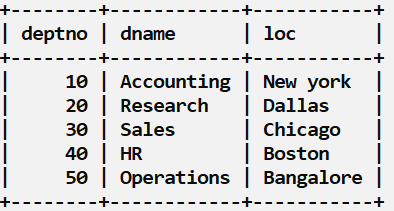 +--------+------------+-----------+
| deptno | dname      | loc       |
+--------+------------+-----------+
|     10 | Accounting | New york  |
|     20 | Research   | Dallas    |
|     30 | Sales      | Chicago   |
|     40 | HR         | Boston    |
|     50 | Operations | Bangalore |
+--------+------------+-----------+